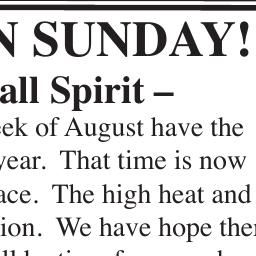 N SUNDAY!
all Spirit –
eek of August have the
year. That time is now
ace. The high heat and
ion. We have hope ther